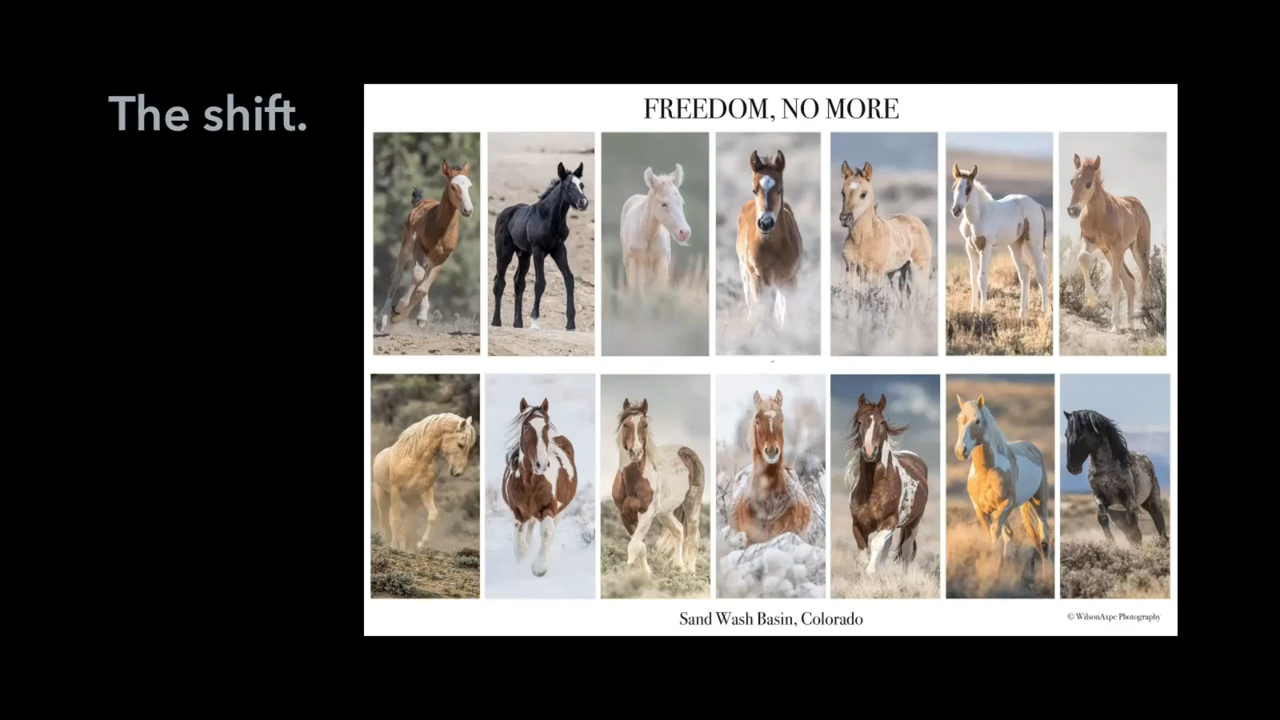 The shift.
FREEDOM, NO MORE
Sand Wash Basin, Colorado
© WilsonAxpe Photography